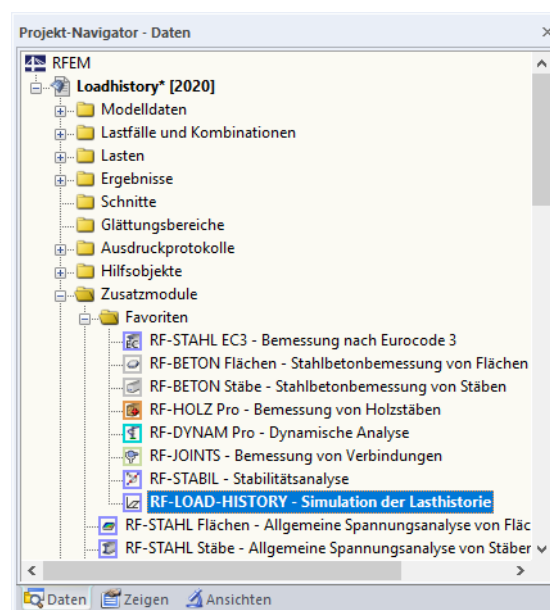 Projekt-Navigator - Daten
RFEM
Loadhistory* [2020]
Modelldaten
Lastfälle und Kombinationen
Lasten
Ergebnisse
Schnitte
Glättungsbereiche
Ausdruckprotokolle
Hilfsobjekte
Zusatzmodule
Favoriten
RF-STAHL EC3 - Bemessung nach Eurocode 3
RF-BETON Flächen - Stahlbetonbemessung von Flächen
RF-BETON Stäbe - Stahlbetonbemessung von Stäben
RF-HOLZ Pro - Bemessung von Holzstäben
RF-DYNAM Pro - Dynamische Analyse
RF-JOINTS - Bemessung von Verbindungen
RF-STABIL - Stabilitätsanalyse
RF-LOAD-HISTORY - Simulation der Lasthistorie
RF-STAHL Flächen - Allgemeine Spannungsanalyse von Fläc
RF-STAHL Stäbe - Allgemeine Spannungsanalyse von Stäber
Daten Zeigen Ansichten